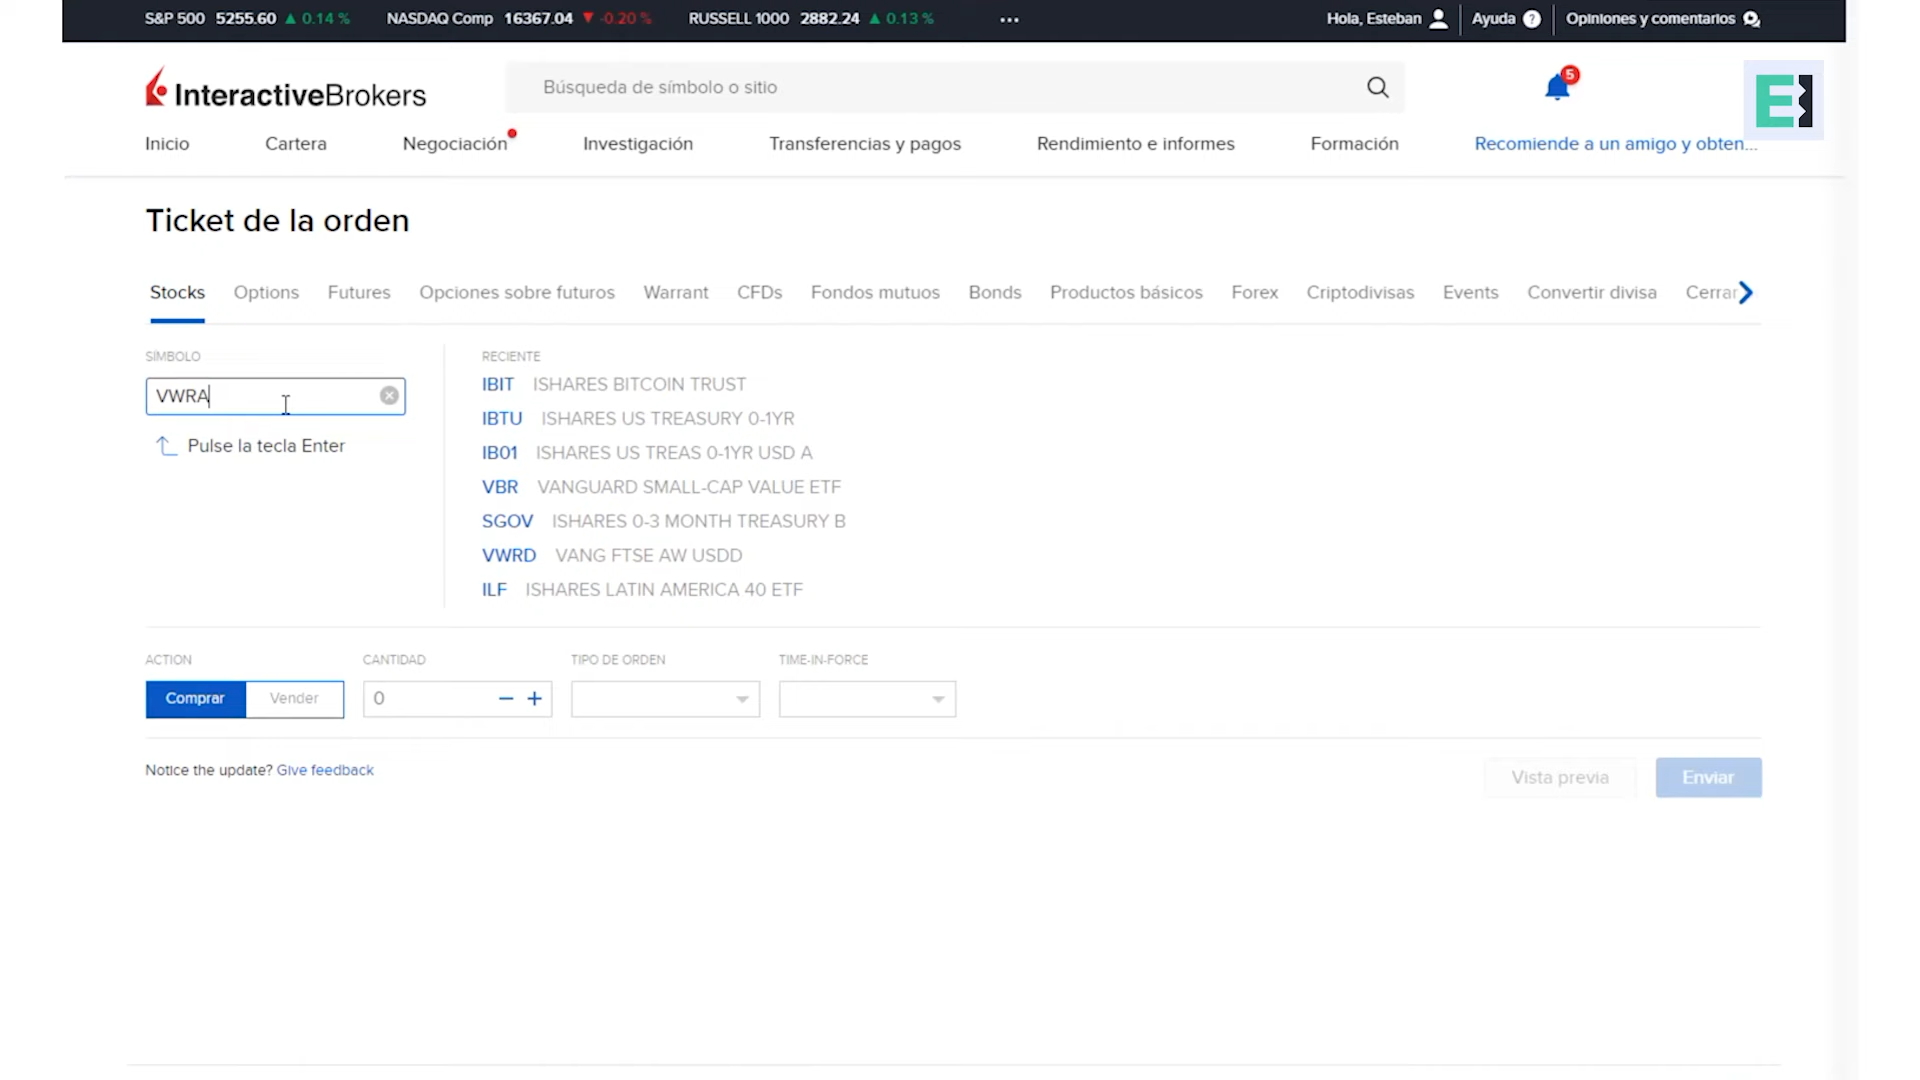 S&P 500 5255.60 ▲ 0.14 % NASDAQ Comp 16367.04 ▼ -0.20 % RUSSELL 1000 2882.24 ▲ 0.13 % ••• Hola, Esteban Ayuda ? Opiniones y comentarios
InteractiveBrokers Búsqueda de símbolo o sitio 5
Inicio Cartera Negociación Investigación Transferencias y pagos Rendimiento e informes Formación Recomiende a un amigo y obten...
Ticket de la orden
Stocks Options Futures Opciones sobre futuros Warrant CFDs Fondos mutuos Bonds Productos básicos Forex Criptodivisas Events Convertir divisa Cerrar
SÍMBOLO
VWRA
Pulse la tecla Enter
RECIENTE
IBIT ISHARES BITCOIN TRUST
IBTU ISHARES US TREASURY 0-1YR
IB01 ISHARES US TREAS 0-1YR USD A
VBR VANGUARD SMALL-CAP VALUE ETF
SGOV ISHARES 0-3 MONTH TREASURY B
VWRD VANG FTSE AW USDD
ILF ISHARES LATIN AMERICA 40 ETF
ACTION CANTIDAD TIPO DE ORDEN TIME-IN-FORCE
Comprar Vender 0 − +
Notice the update? Give feedback Vista previa Enviar